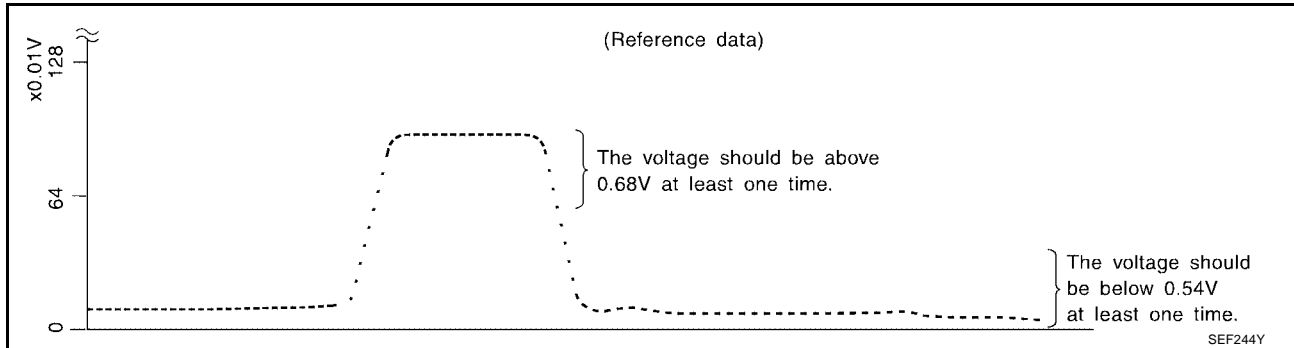 (Reference data)
x0.01V
128
64
0
The voltage should be above
0.68V at least one time.
The voltage should
be below 0.54V
at least one time.
SEF244Y